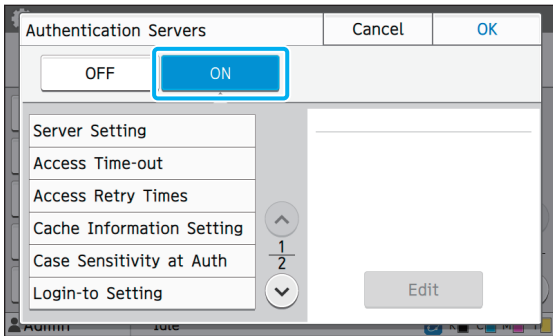 Authentication Servers
Cancel
OK
OFF
ON
Server Setting
Access Time-out
Access Retry Times
Cache Information Setting
Case Sensitivity at Auth
Login-to Setting
1
2
Edit
Admin
Idle
K
C
M